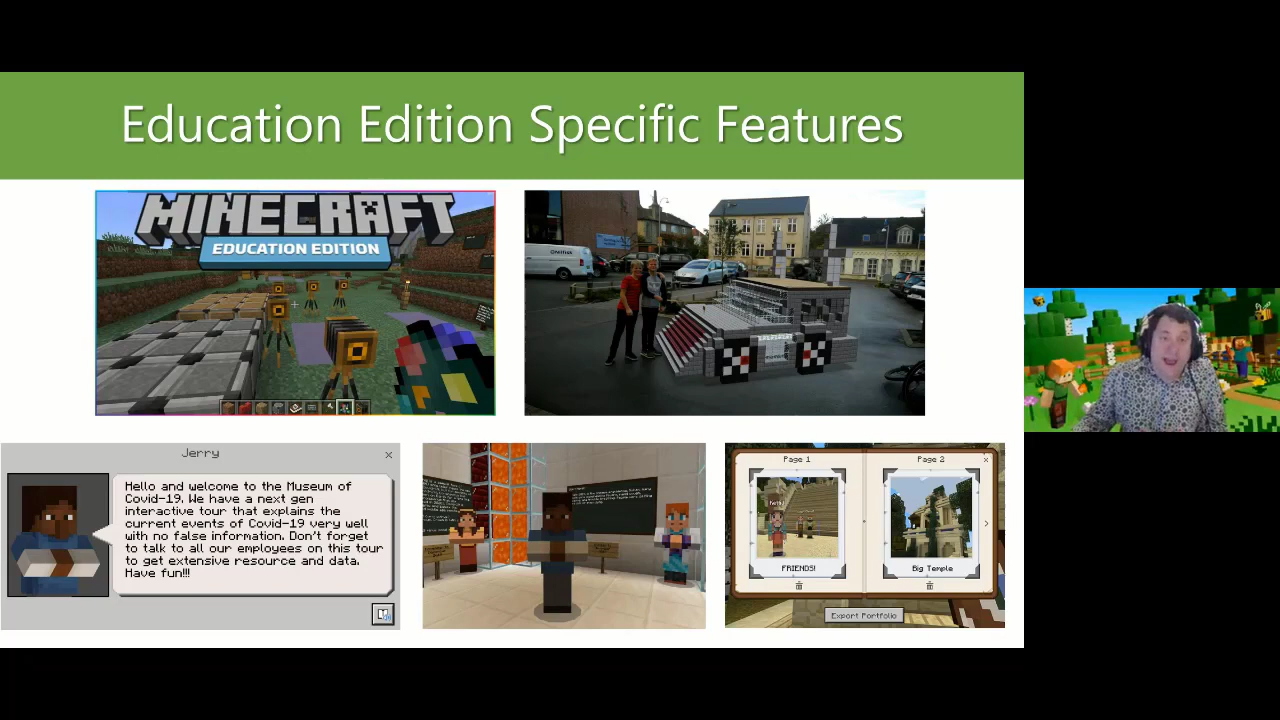 Education Edition Specific Features
MINECRAFT
EDUCATION EDITION
Jerry
Hello and welcome to the Museum of
Covid-19. We have a next gen
interactive tour that explains the
current events of Covid-19 very well
with no false information. Don't forget
to talk to all our employees on this tour
to get extensive resource and data.
Have fun!!!
Page 1
Page 2
FRIENDS!
Big Temple
Export Portfolio